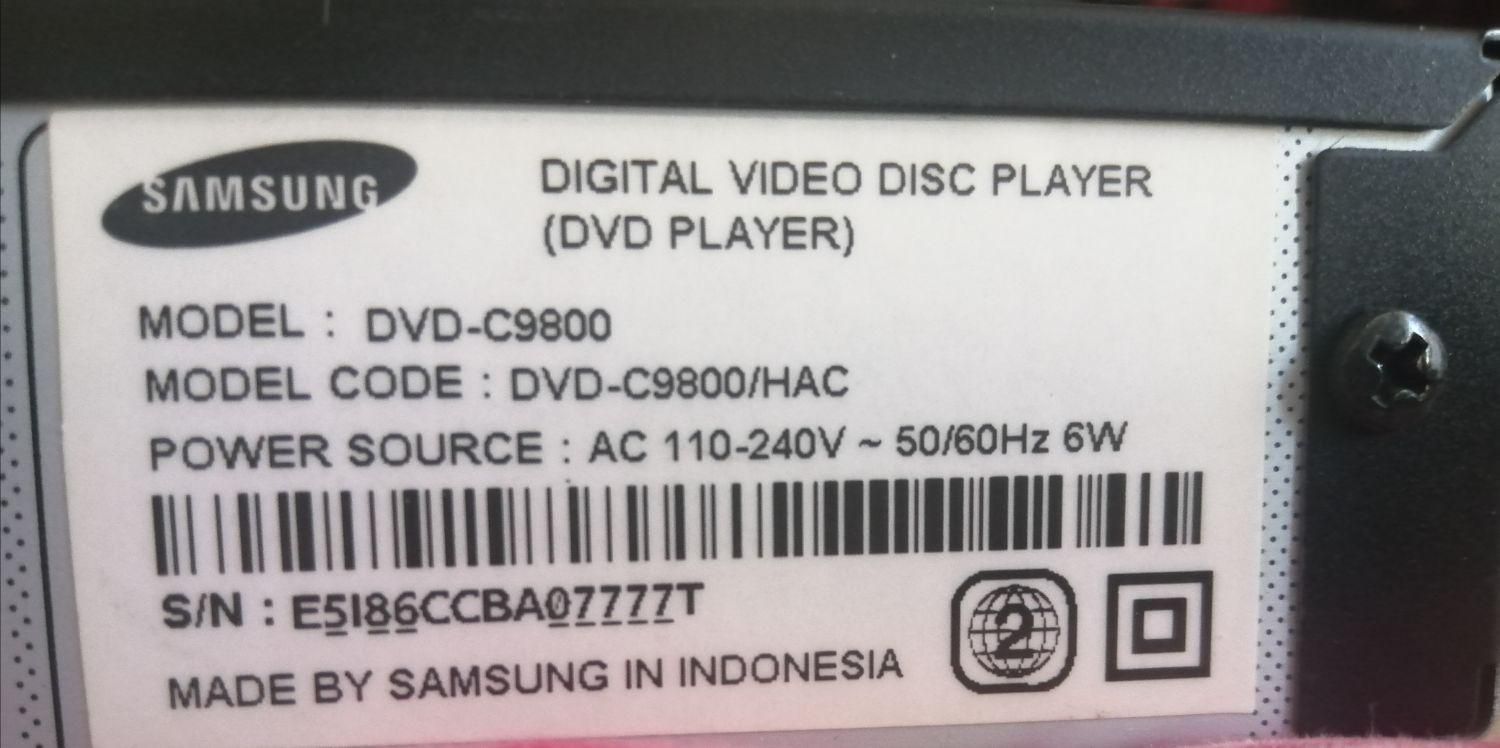 SAMSUNG
DIGITAL VIDEO DISC PLAYER
(DVD PLAYER)
MODEL : DVD-C9800
MODEL CODE : DVD-C9800/HAC
POWER SOURCE : AC 110-240V ~ 50/60Hz 6W
S/N : E5I86CCBA07777T
2
MADE BY SAMSUNG IN INDONESIA